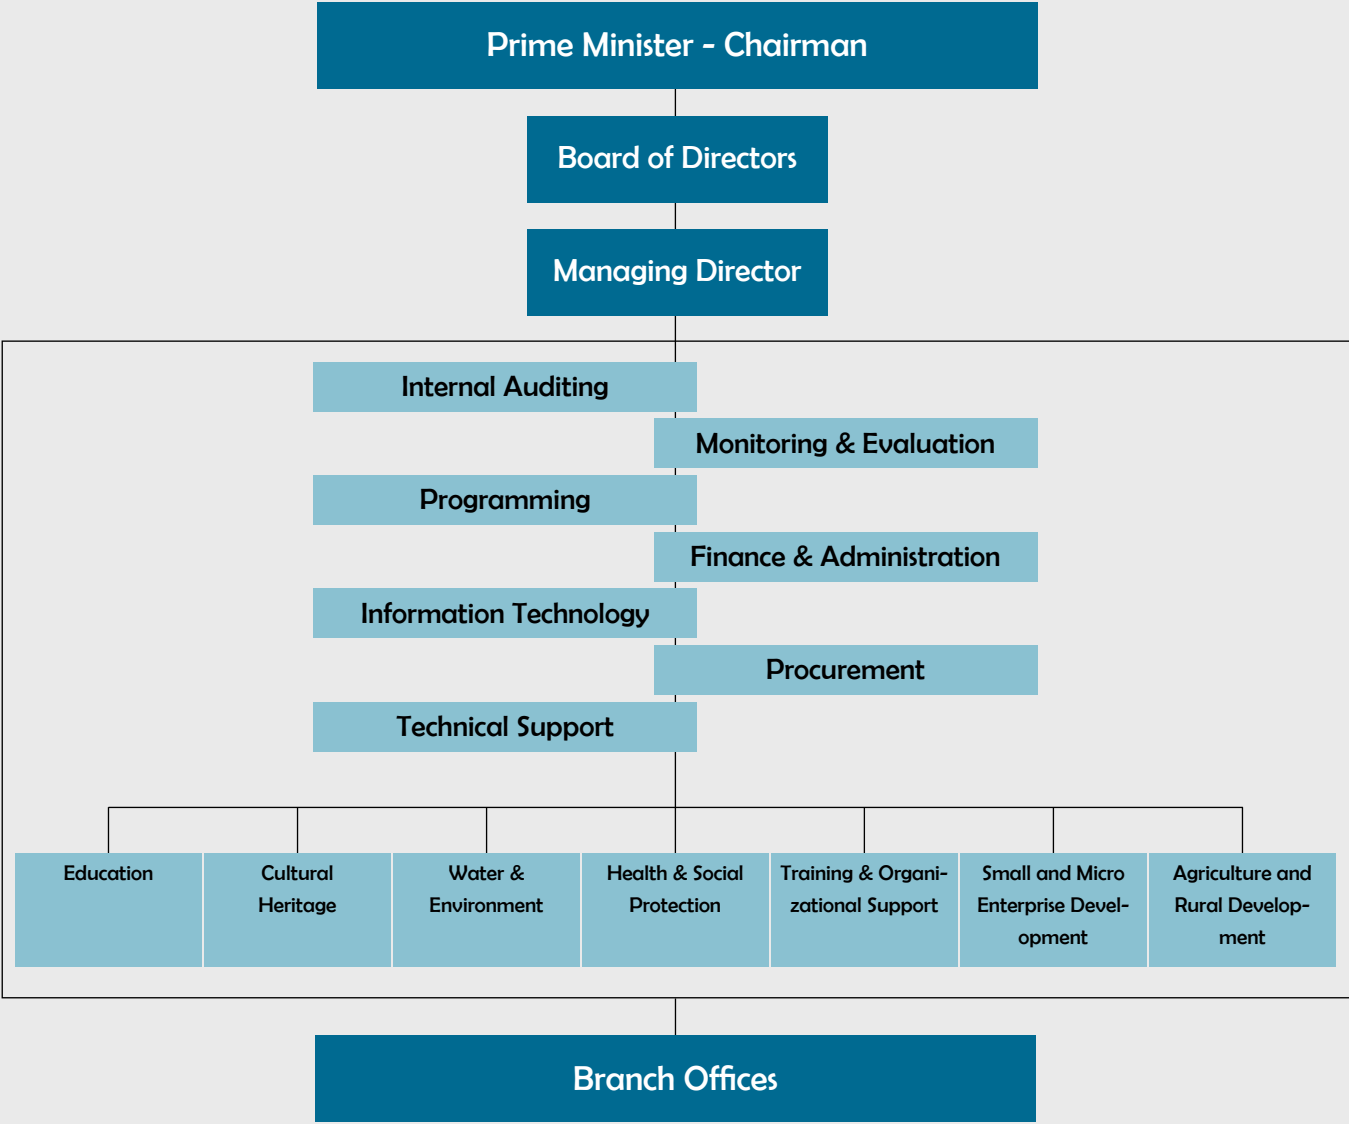 Prime Minister - Chairman
Board of Directors
Managing Director
Internal Auditing
Monitoring & Evaluation
Programming
Finance & Administration
Information Technology
Procurement
Technical Support
Education
Cultural
Heritage
Water &
Environment
Health & Social
Protection
Training & Organi-
zational Support
Small and Micro
Enterprise Devel-
opment
Agriculture and
Rural Develop-
ment
Branch Offices